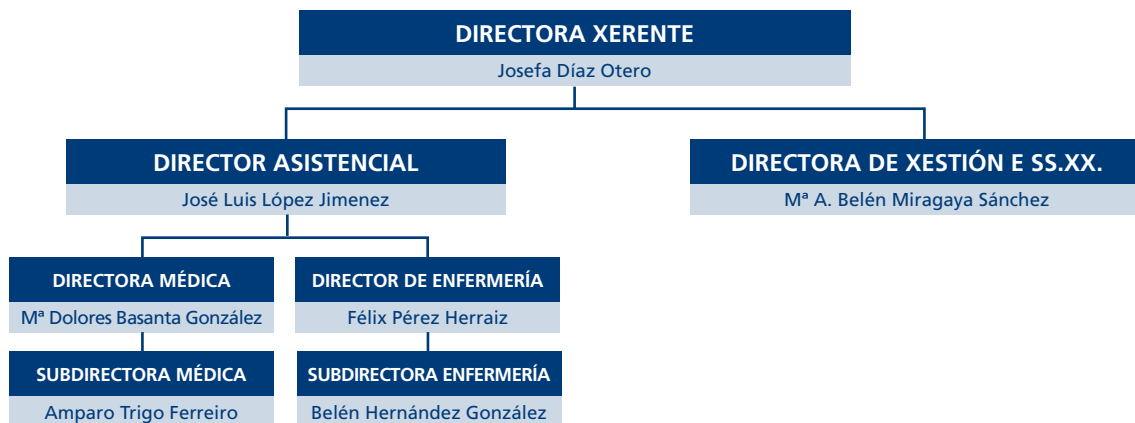 DIRECTORA XERENTE
Josefa Díaz Otero
DIRECTOR ASISTENCIAL
José Luis López Jimenez
DIRECTORA DE XESTIÓN E SS.XX.
Mª A. Belén Miragaya Sánchez
DIRECTORA MÉDICA
Mª Dolores Basanta González
DIRECTOR DE ENFERMERÍA
Félix Pérez Herraiz
SUBDIRECTORA MÉDICA
Amparo Trigo Ferreiro
SUBDIRECTORA ENFERMERÍA
Belén Hernández González